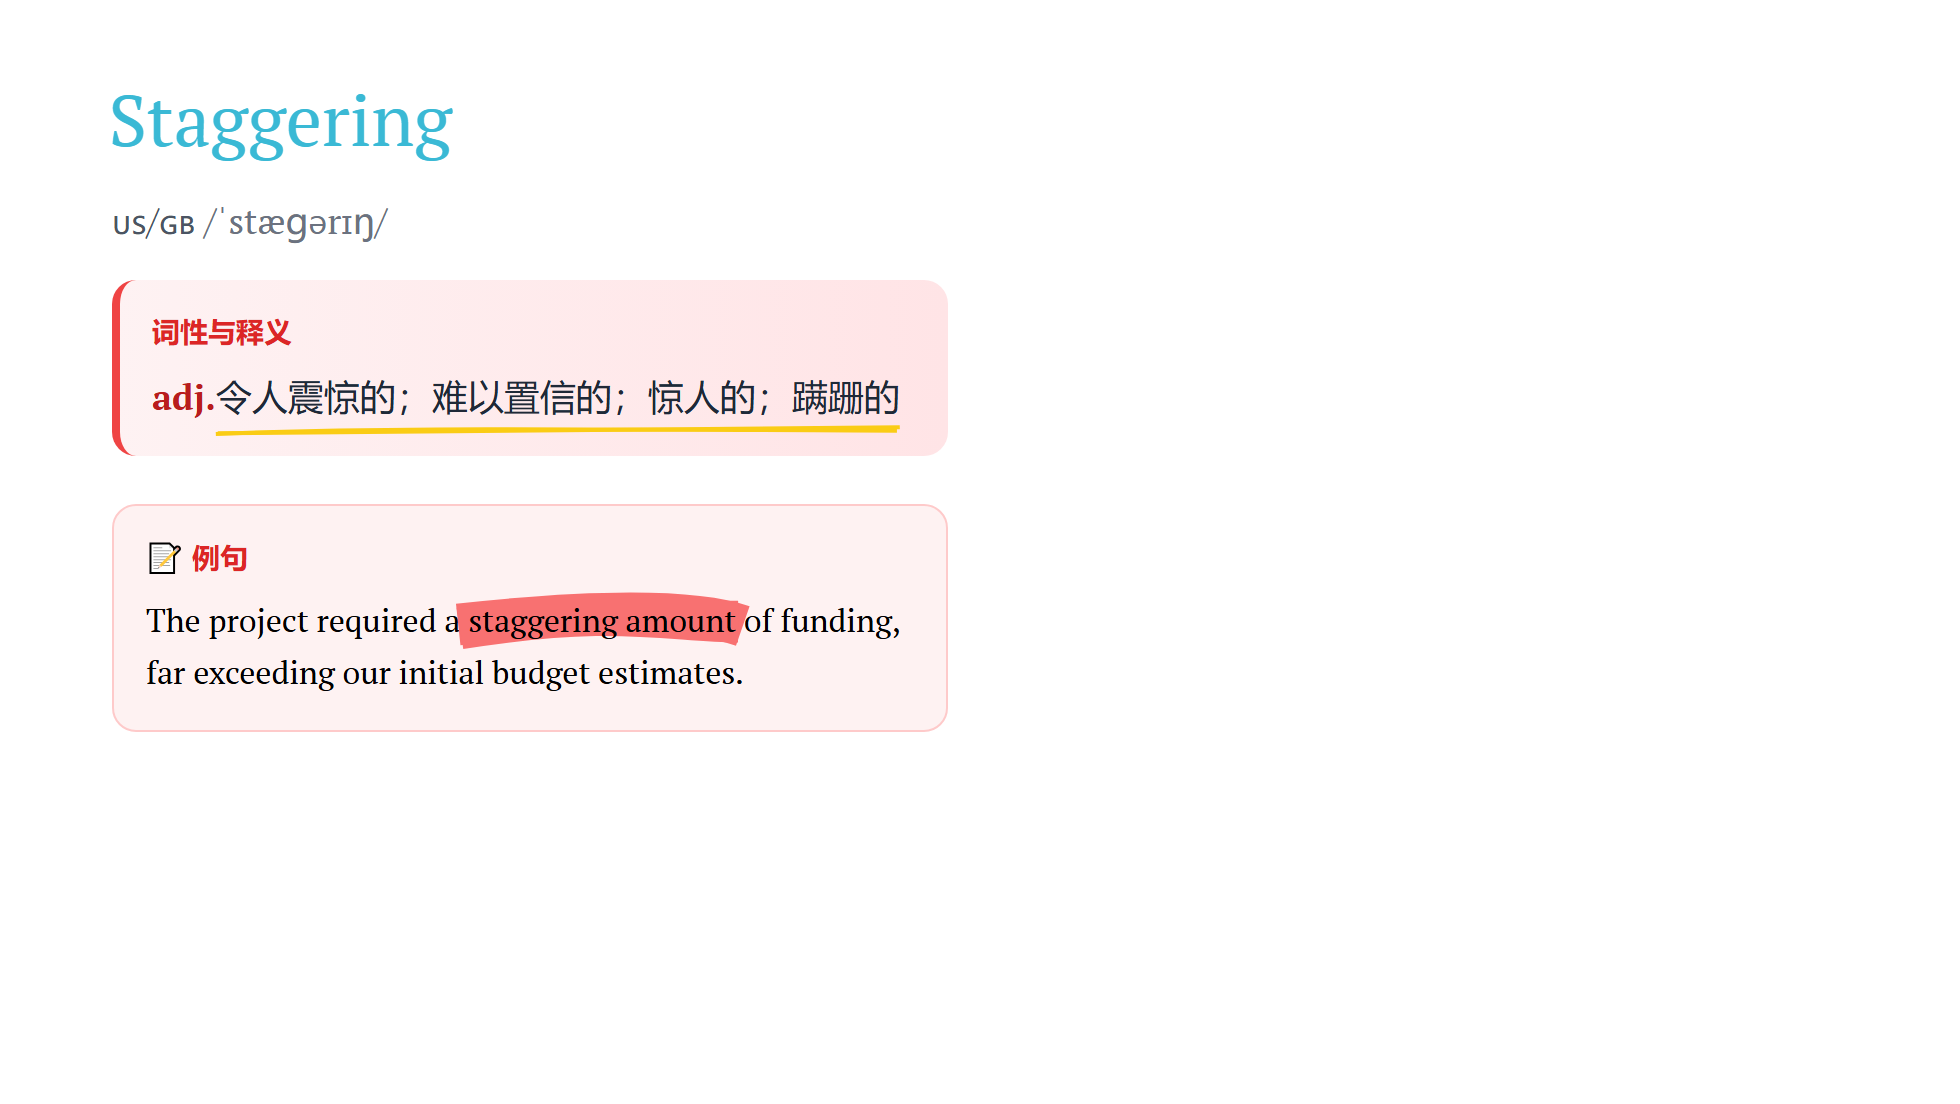 Staggering
US/GB /ˈstæɡərɪŋ/
词性与释义
adj.令人震惊的；难以置信的；惊人的；蹒跚的
📝 例句
The project required a staggering amount of funding,
far exceeding our initial budget estimates.